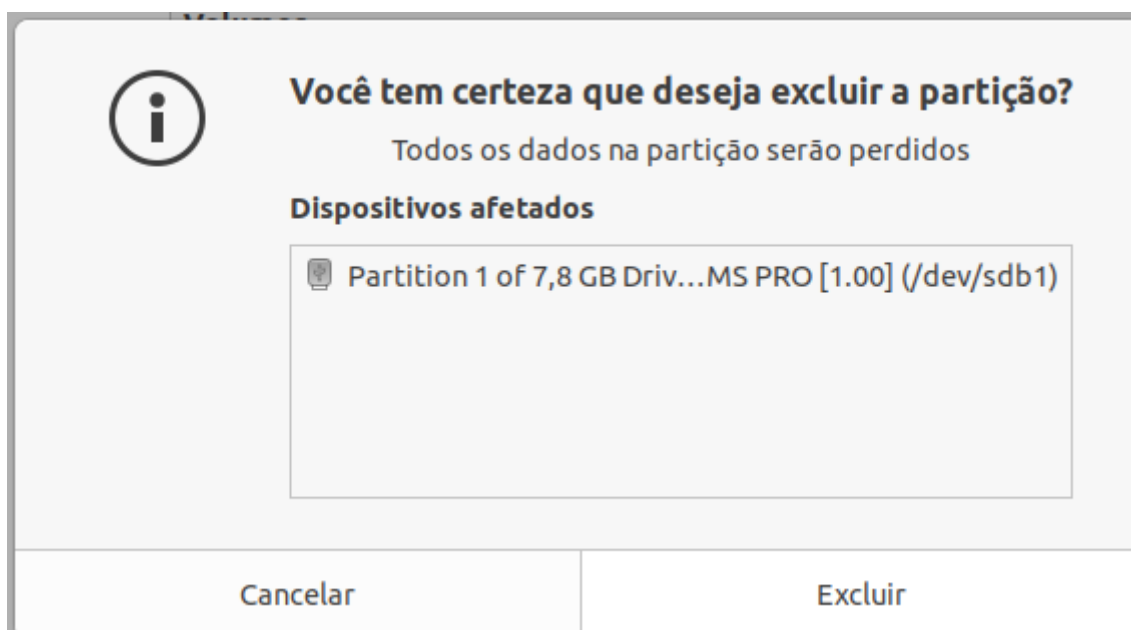 Você tem certeza que deseja excluir a partição?
Todos os dados na partição serão perdidos
Dispositivos afetados
Partition 1 of 7,8 GB Driv...MS PRO [1.00] (/dev/sdb1)
Cancelar
Excluir